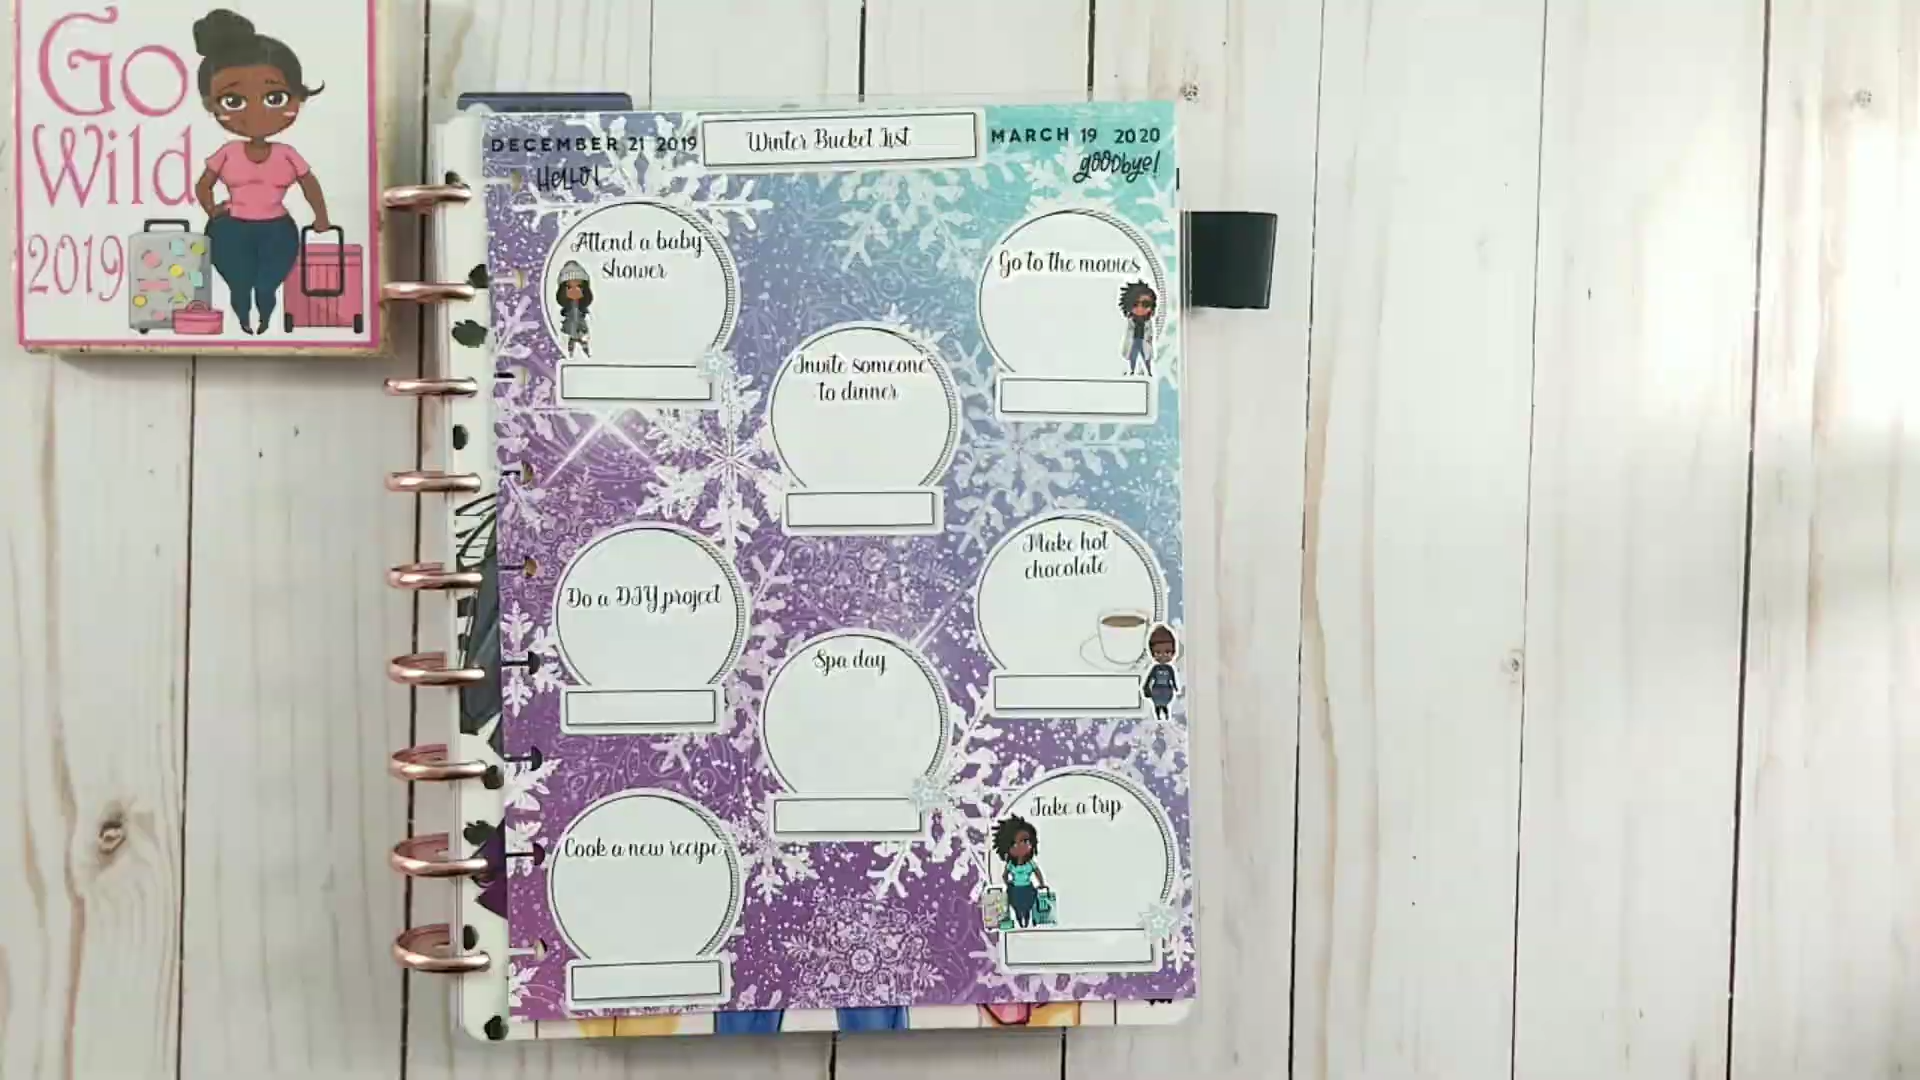 Go
Wild
2019
DECEMBER 21 2019
Hello!
Winter Bucket List
MARCH 19 2020
goodbye!
Attend a baby
shower
Go to the movies
Invite someone
to dinner
Do a DIY project
Make hot
chocolate
Spa day
Cook a new recipe
Take a trip